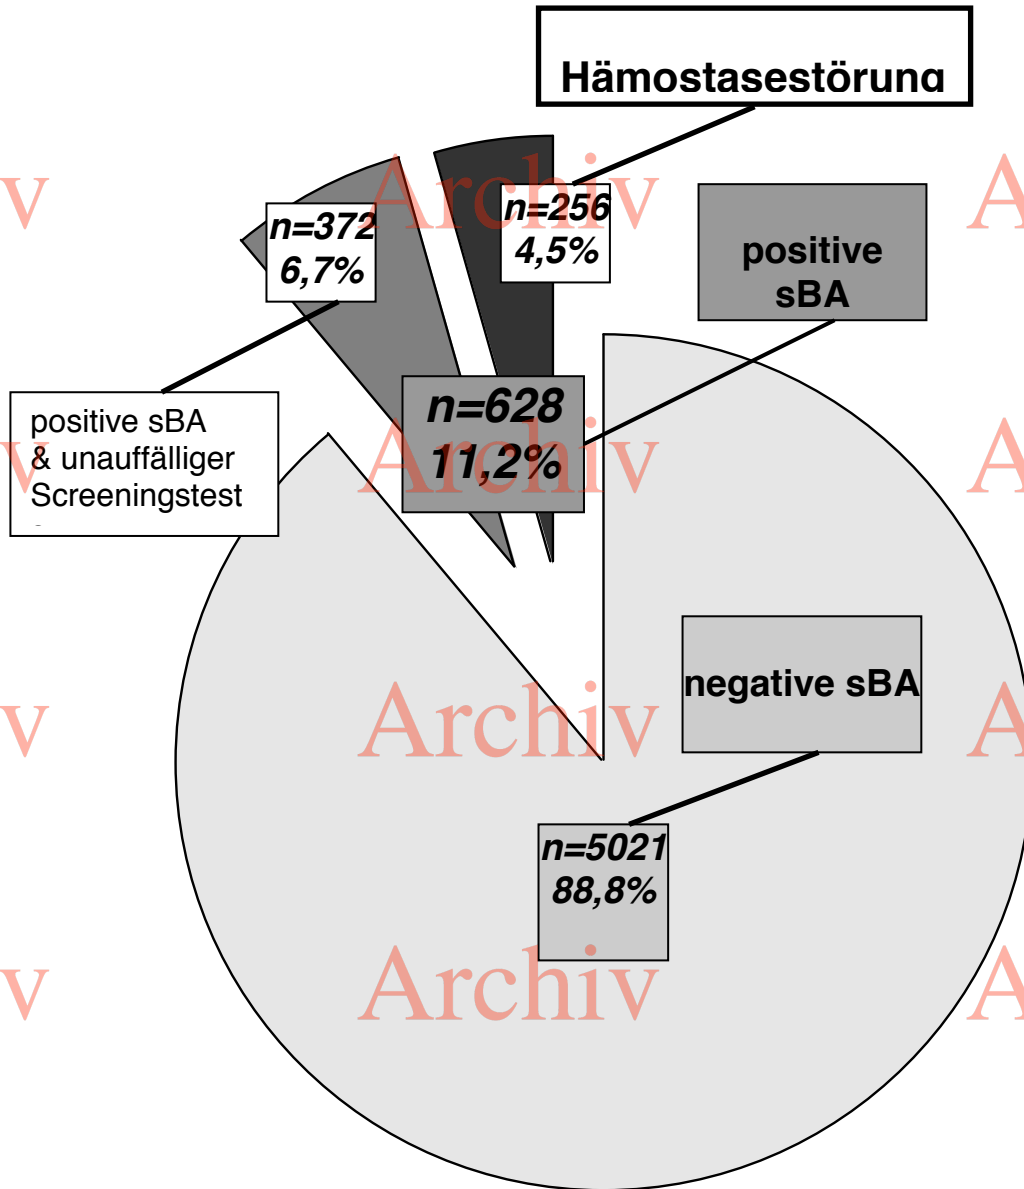 Hämostasestörung
n=256
4,5%
n=372
6,7%
positive
sBA
n=628
11,2%
positive sBA
& unauffälliger
Screeningstest
negative sBA
n=5021
88,8%
v
Archiv
A
v
Archiv
A
v
Archiv
A
v
Archiv
A